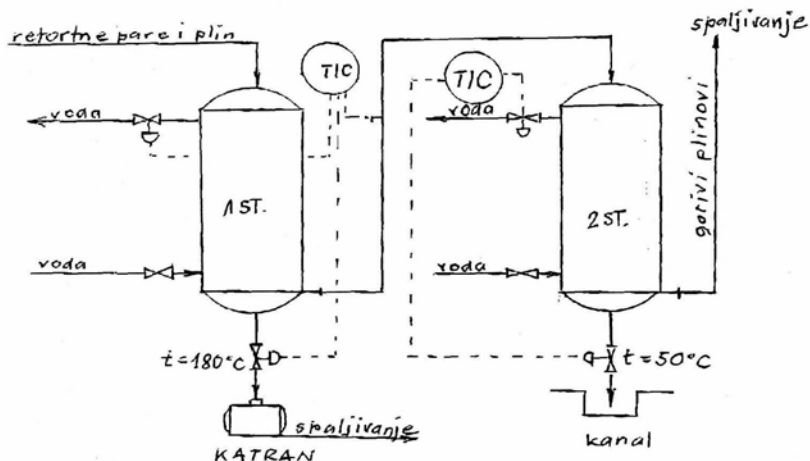 spaljivanje
retortne pare i plin
TIC
TIC
voda
voda
gorivi plinovi
1 ST.
2 ST.
voda
voda
t=180°C
t=50°C
spaljivanje
kanal
KATRAN